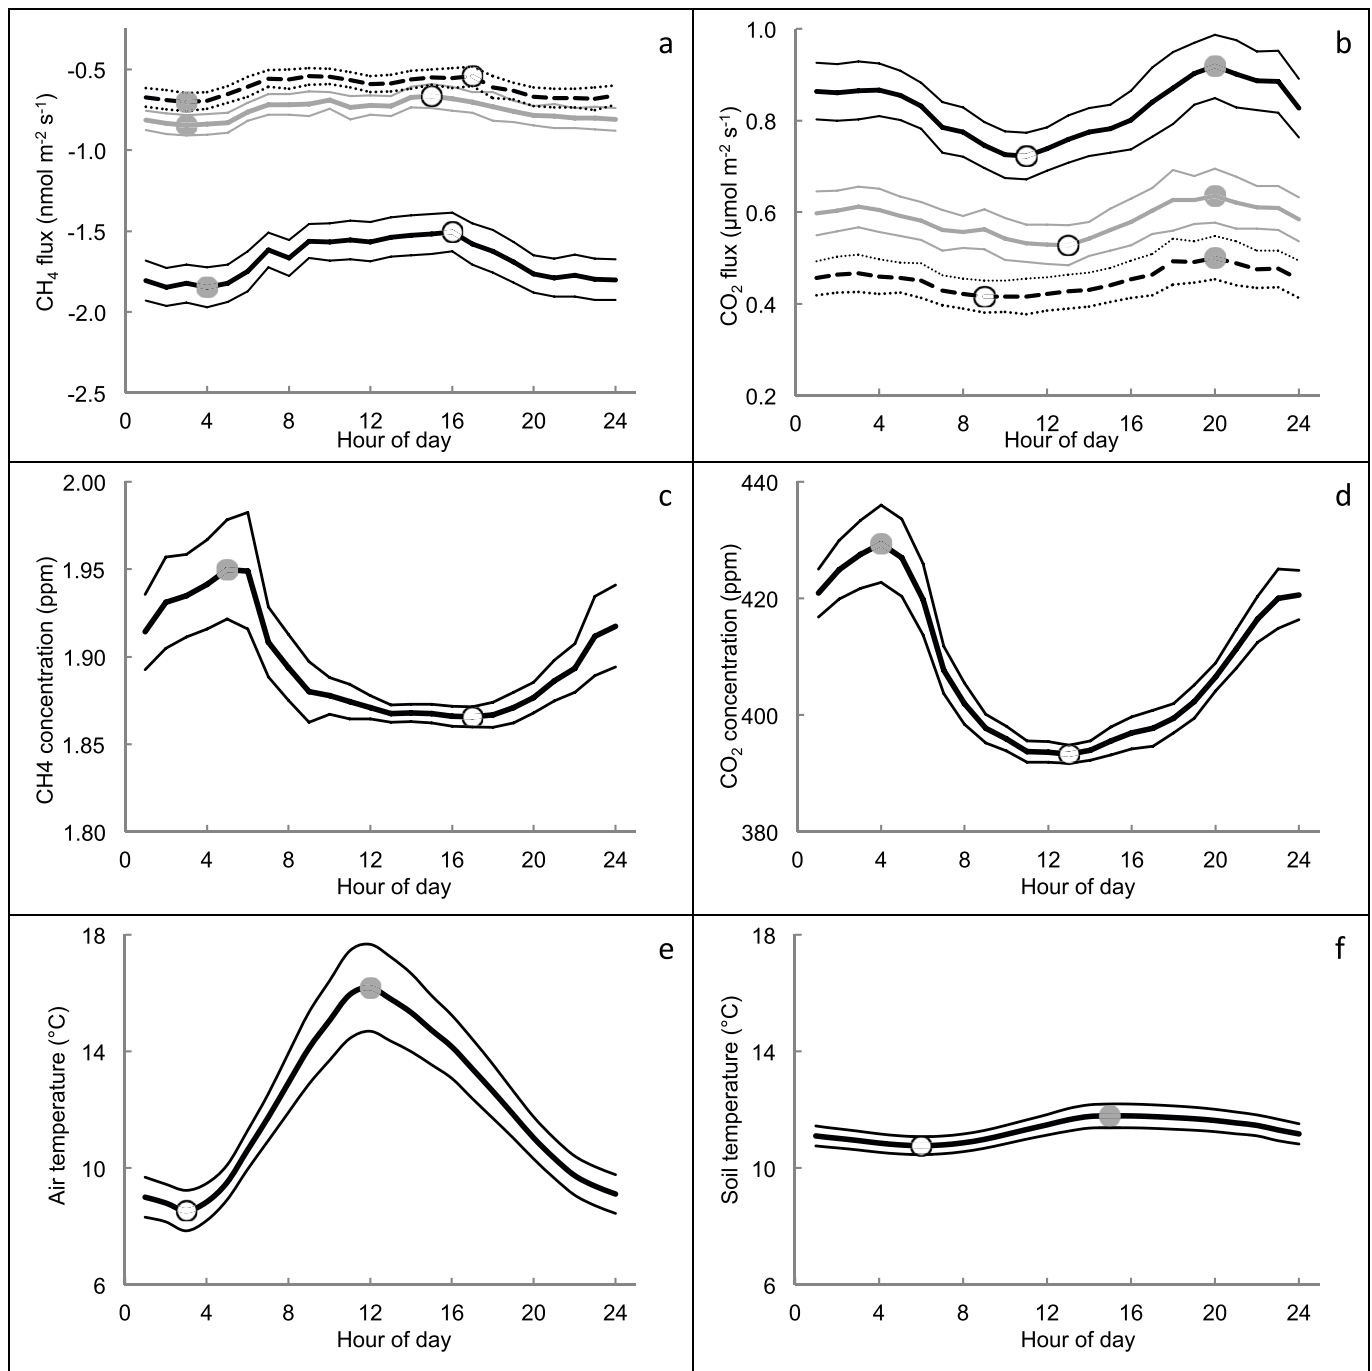 a
CH4 flux (nmol m-2 s-1)
-0.5
-1.0
-1.5
-2.0
-2.5
0 4 8 12 16 20 24
Hour of day
b
CO2 flux (µmol m-2 s-1)
1.0
0.8
0.6
0.4
0.2
0 4 8 12 16 20 24
Hour of day
c
CH4 concentration (ppm)
2.00
1.95
1.90
1.85
1.80
0 4 8 12 16 20 24
Hour of day
d
CO2 concentration (ppm)
440
420
400
380
0 4 8 12 16 20 24
Hour of day
e
Air temperature (°C)
18
14
10
6
0 4 8 12 16 20 24
Hour of day
f
Soil temperature (°C)
18
14
10
6
0 4 8 12 16 20 24
Hour of day